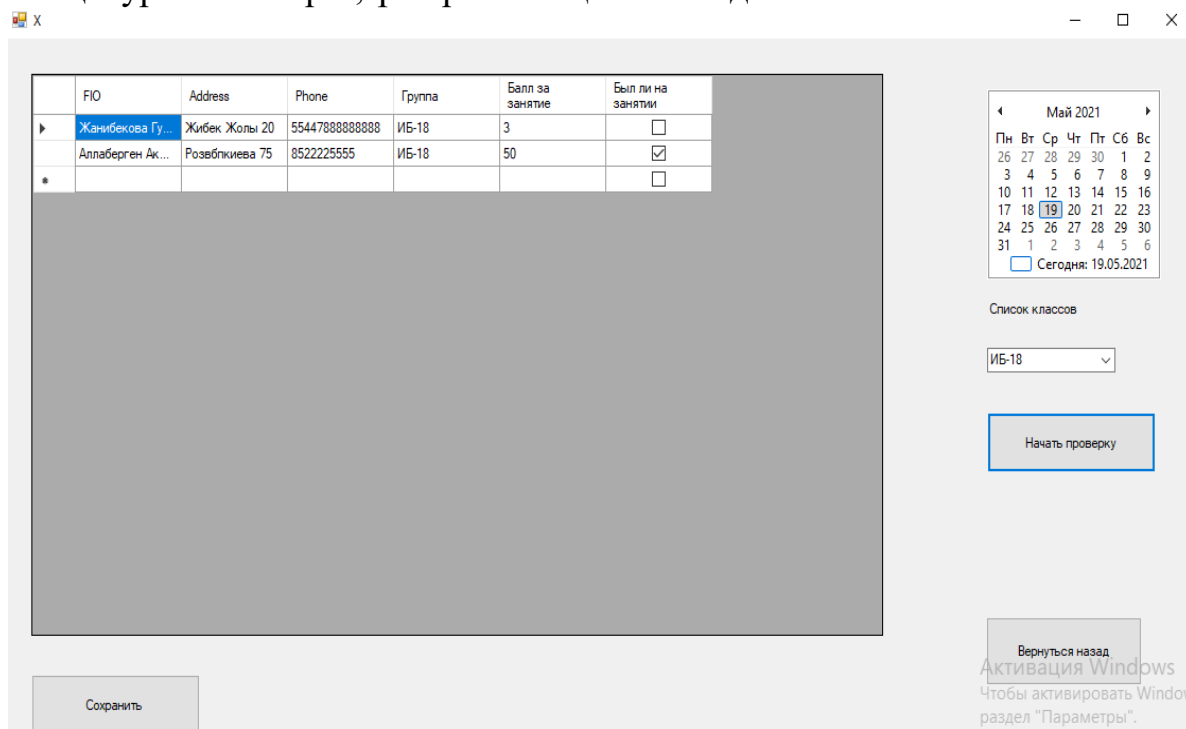 X
FIO Address Phone Группа Балл за занятие Был ли на занятии
Жанибекова Гу... Жибек Жолы 20 55447888888888 ИБ-18 3
Аллаберген Ак... Розвбпкиева 75 8522225555 ИБ-18 50
Май 2021
Пн Вт Ср Чт Пт Сб Вс
26 27 28 29 30 1 2
3 4 5 6 7 8 9
10 11 12 13 14 15 16
17 18 19 20 21 22 23
24 25 26 27 28 29 30
31 1 2 3 4 5 6
Сегодня: 19.05.2021
Список классов
ИБ-18
Начать проверку
Вернуться назад
Сохранить
Активация Windows
Чтобы активировать Windo
раздел "Параметры".